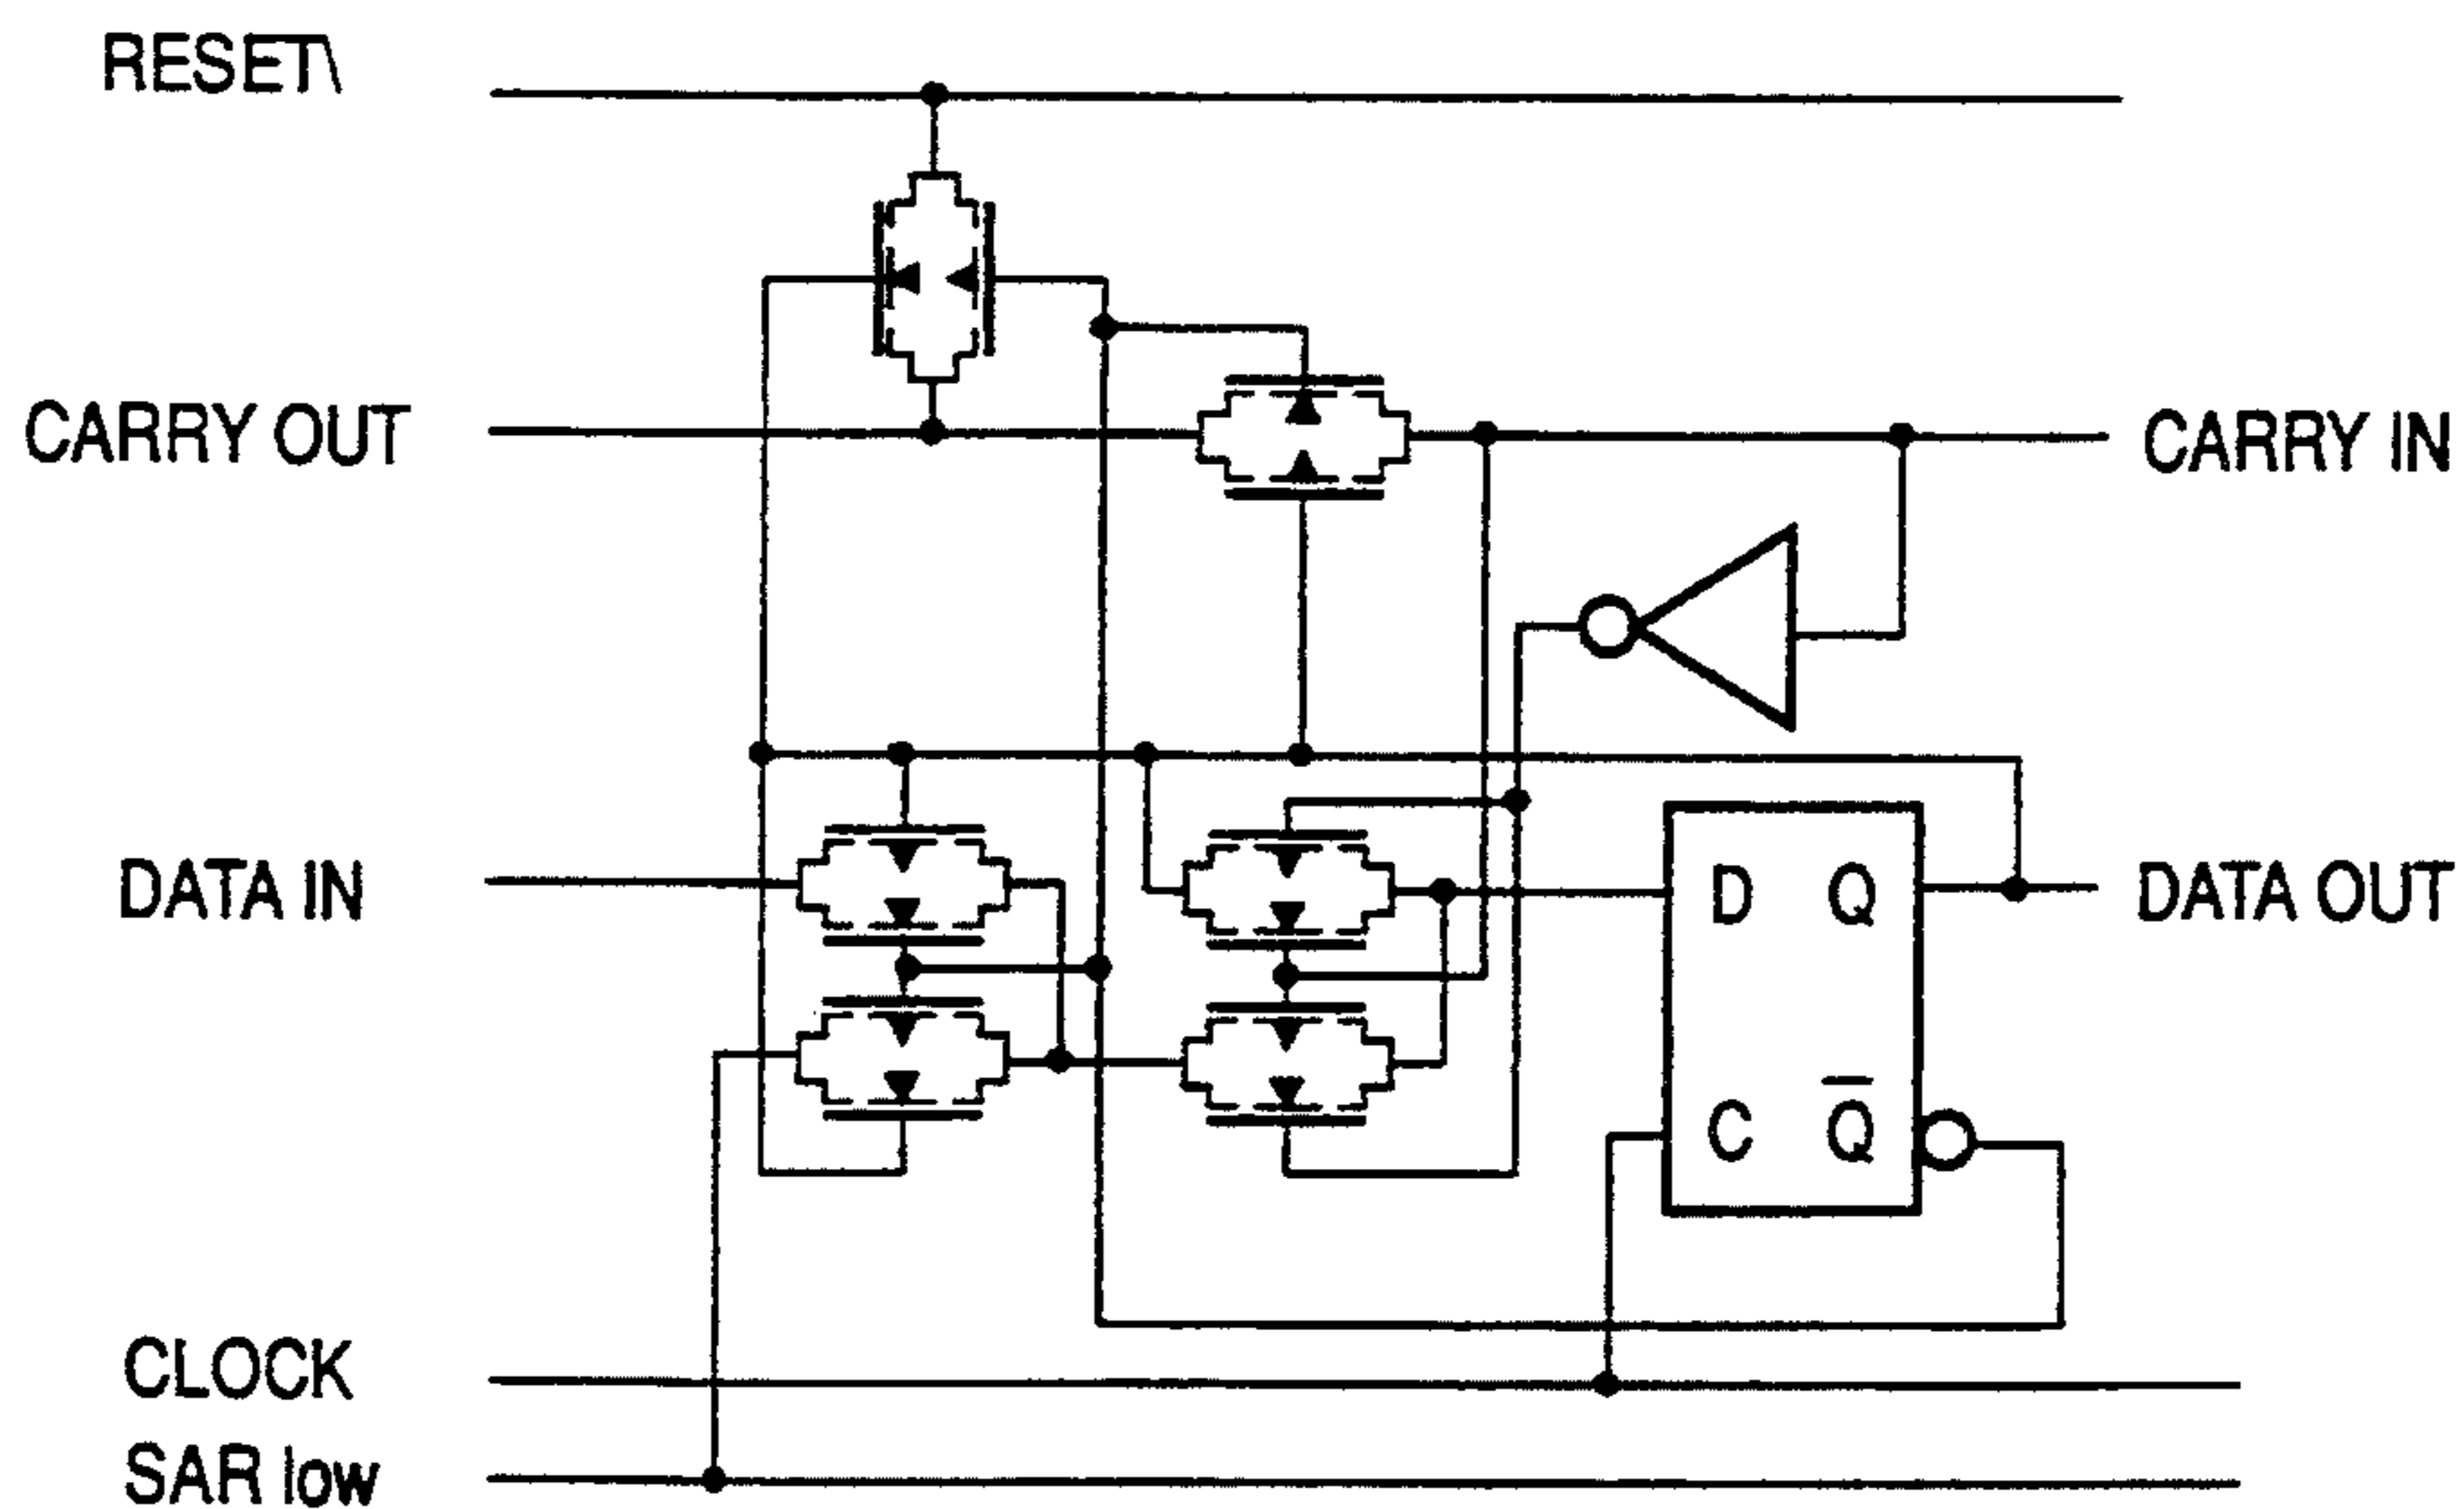 RESET\
CARRY OUT
CARRY IN
DATA IN
D Q
DATA OUT
C Q̅
CLOCK
SAR low